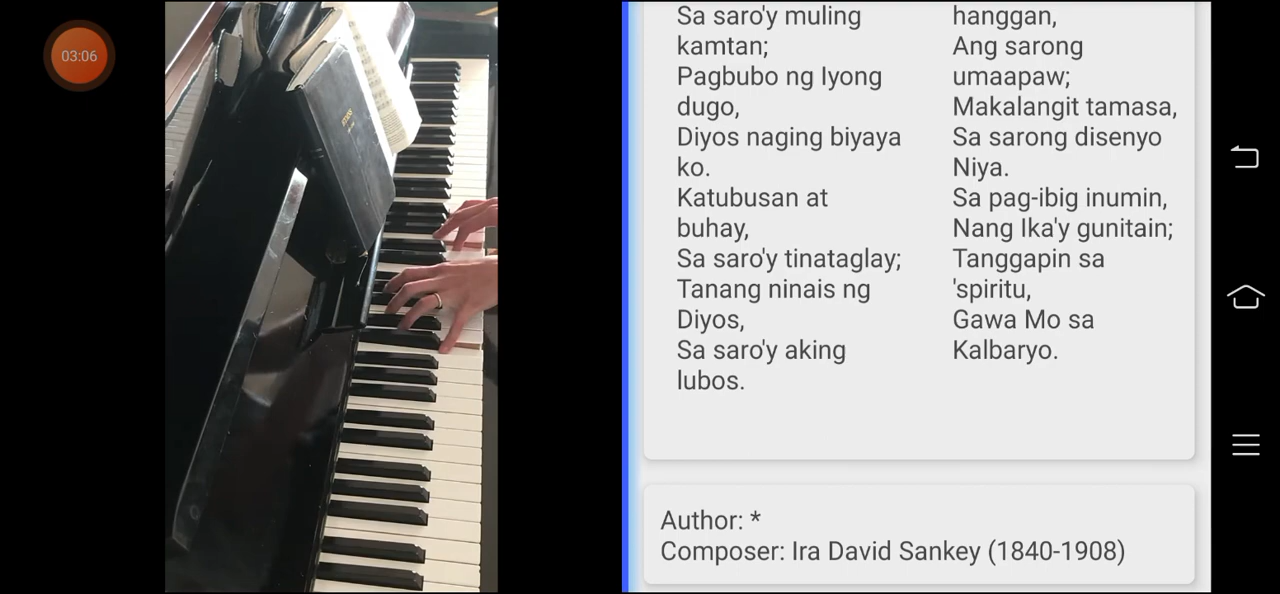 03:06
Sa saro'y muling
kamtan;
Pagbubo ng Iyong
dugo,
Diyos naging biyaya
ko.
Katubusan at
buhay,
Sa saro'y tinataglay;
Tanang ninais ng
Diyos,
Sa saro'y aking
lubos.
hanggan,
Ang sarong
umaapaw;
Makalangit tamasa,
Sa sarong disenyo
Niya.
Sa pag-ibig inumin,
Nang Ika'y gunitain;
Tanggapin sa
'spiritu,
Gawa Mo sa
Kalbaryo.
Author: *
Composer: Ira David Sankey (1840-1908)